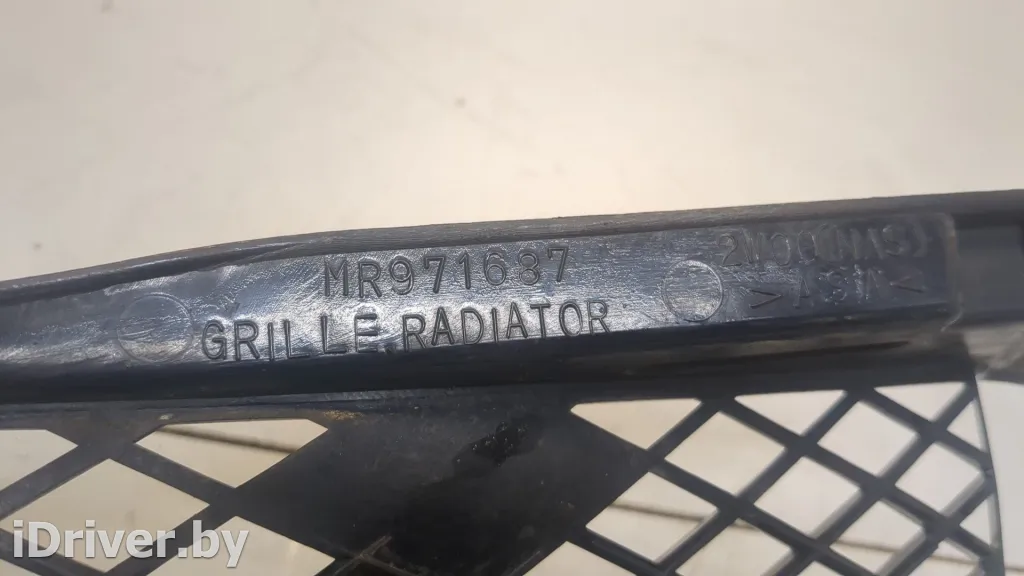 MR971687
GRILLE, RADIATOR
>ASA<
iDriver.by